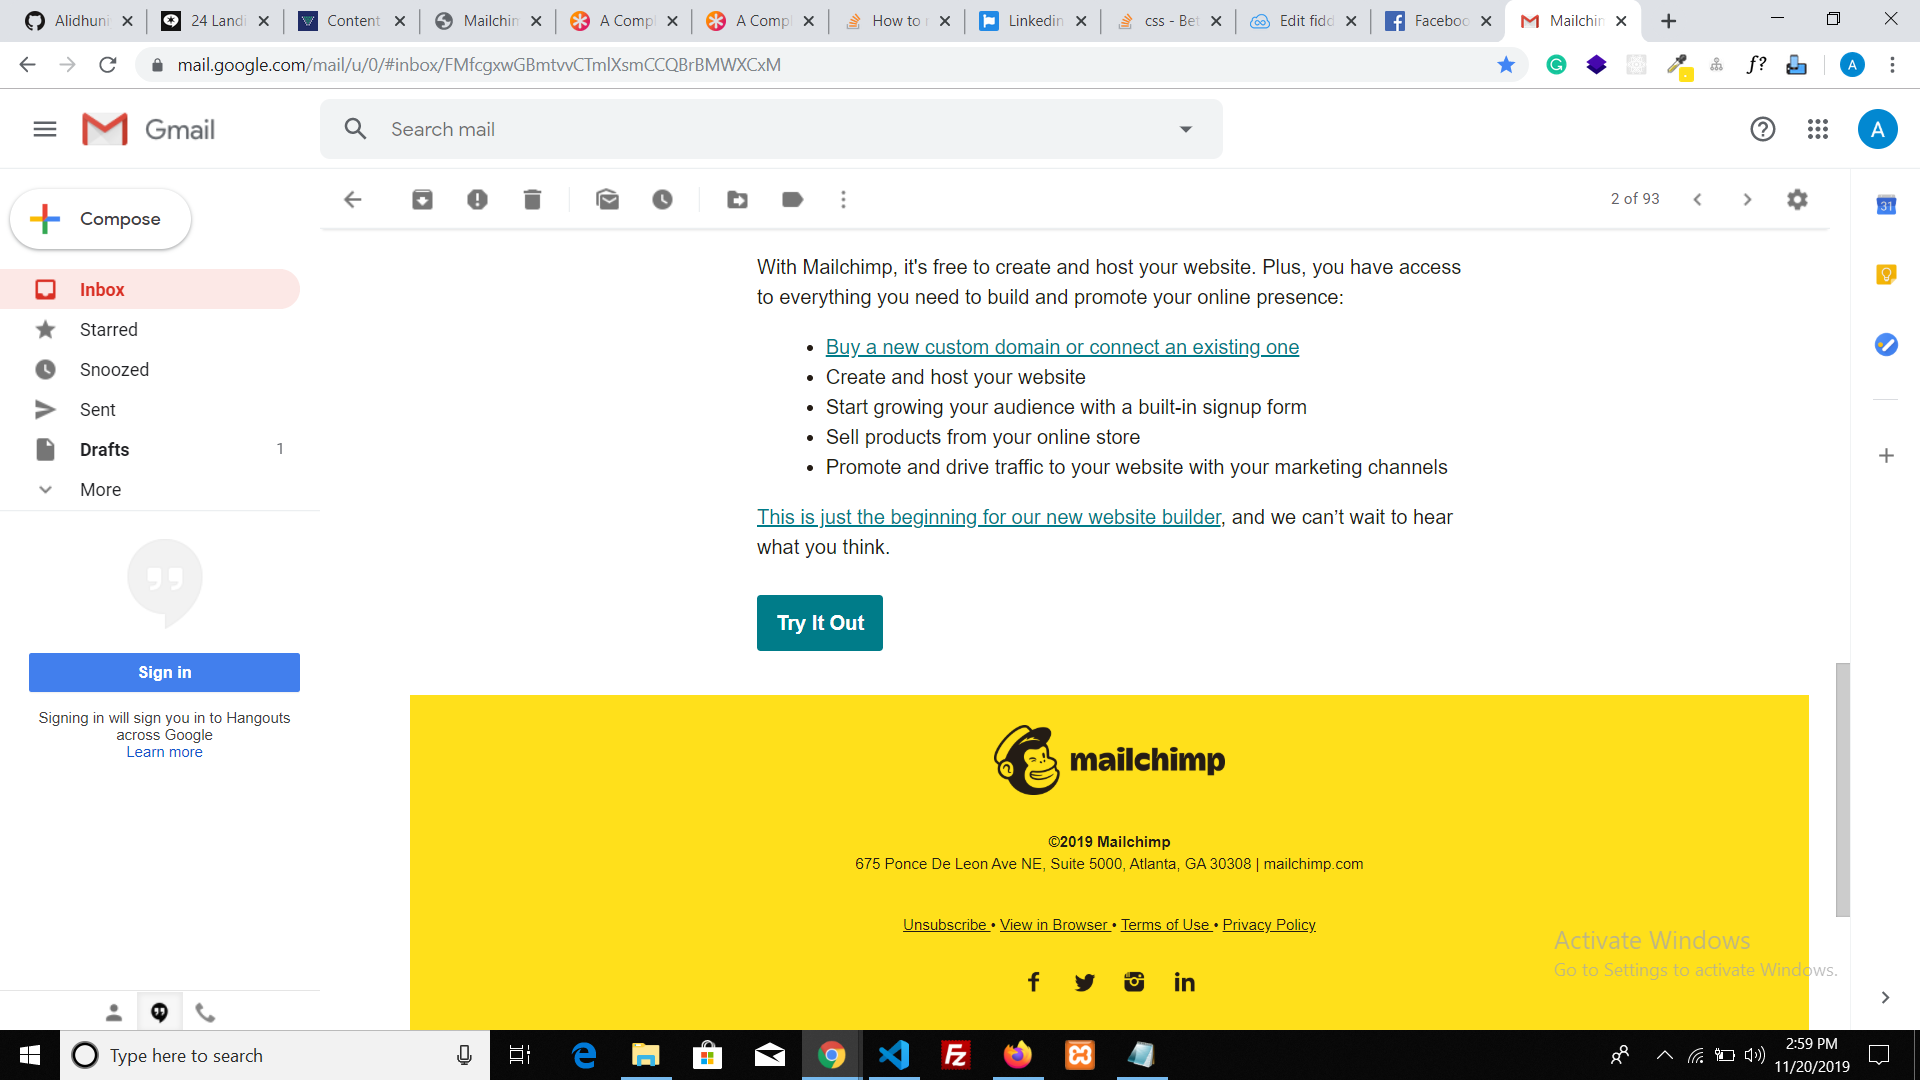 Alidhuni
24 Landi
Content
Mailchim
A Compl
A Compl
How to
Linkedin
css - Bet
Edit fidd
Faceboo
Mailchim
mail.google.com/mail/u/0/#inbox/FMfcgxwGBmtvvCTmlXsmCCQBrBMWXCxM
f?
A
Gmail
Search mail
A
Compose
2 of 93
31
Inbox
Starred
Snoozed
Sent
Drafts 1
More
Sign in
Signing in will sign you in to Hangouts
across Google
Learn more
With Mailchimp, it's free to create and host your website. Plus, you have access
to everything you need to build and promote your online presence:
• Buy a new custom domain or connect an existing one
• Create and host your website
• Start growing your audience with a built-in signup form
• Sell products from your online store
• Promote and drive traffic to your website with your marketing channels
This is just the beginning for our new website builder, and we can’t wait to hear
what you think.
Try It Out
mailchimp
©2019 Mailchimp
675 Ponce De Leon Ave NE, Suite 5000, Atlanta, GA 30308 | mailchimp.com
Unsubscribe • View in Browser • Terms of Use • Privacy Policy
Activate Windows
Go to Settings to activate Windows.
Type here to search
2:59 PM
11/20/2019